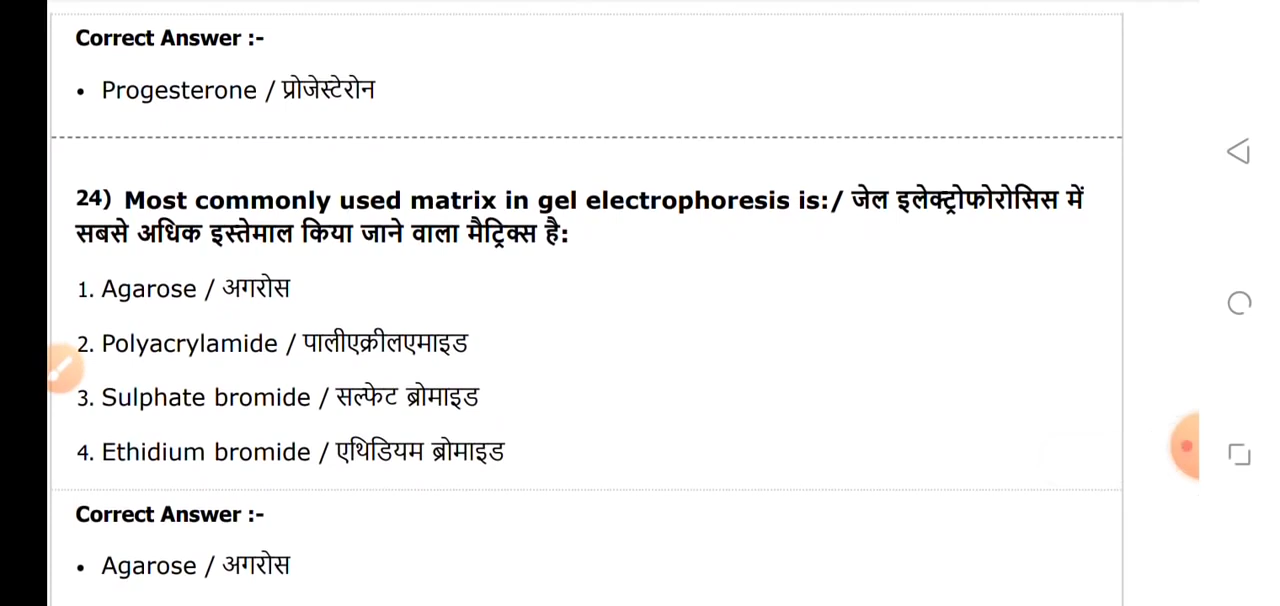 Correct Answer :-
• Progesterone / प्रोजेस्टेरोन
24) Most commonly used matrix in gel electrophoresis is:/ जेल इलेक्ट्रोफोरोसिस में
सबसे अधिक इस्तेमाल किया जाने वाला मैट्रिक्स है:
1. Agarose / अगरोस
2. Polyacrylamide / पालीएक्रीलएमाइड
3. Sulphate bromide / सल्फेट ब्रोमाइड
4. Ethidium bromide / एथिडियम ब्रोमाइड
Correct Answer :-
• Agarose / अगरोस